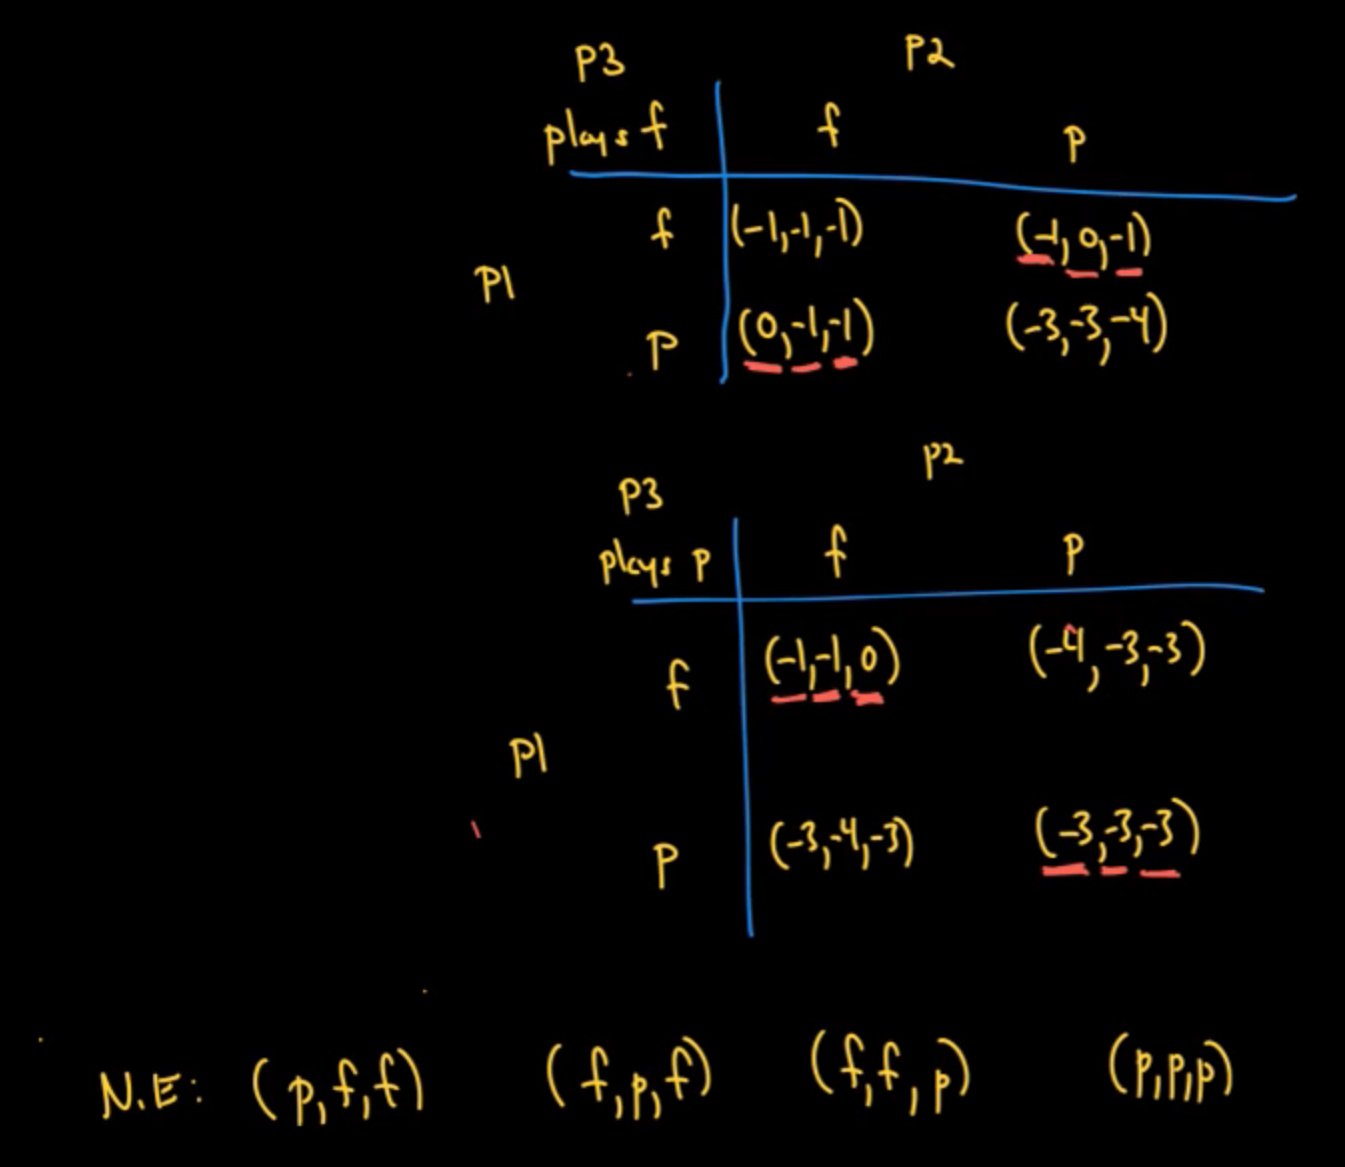 P3 P2
plays f f p
f (-1,-1,-1) (-1,0,-1)
P1
p (0,-1,-1) (-3,-3,-4)
P2
P3
plays p f p
f (-1,-1,0) (-4,-3,-3)
P1
p (-3,-4,-3) (-3,-3,-3)
N.E: (p,f,f) (f,p,f) (f,f,p) (p,p,p)